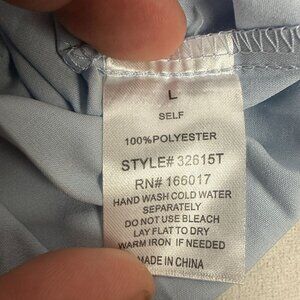 L
SELF
100%POLYESTER
STYLE# 32615T
RN# 166017
HAND WASH COLD WATER
SEPARATELY
DO NOT USE BLEACH
LAY FLAT TO DRY
WARM IRON IF NEEDED
MADE IN CHINA